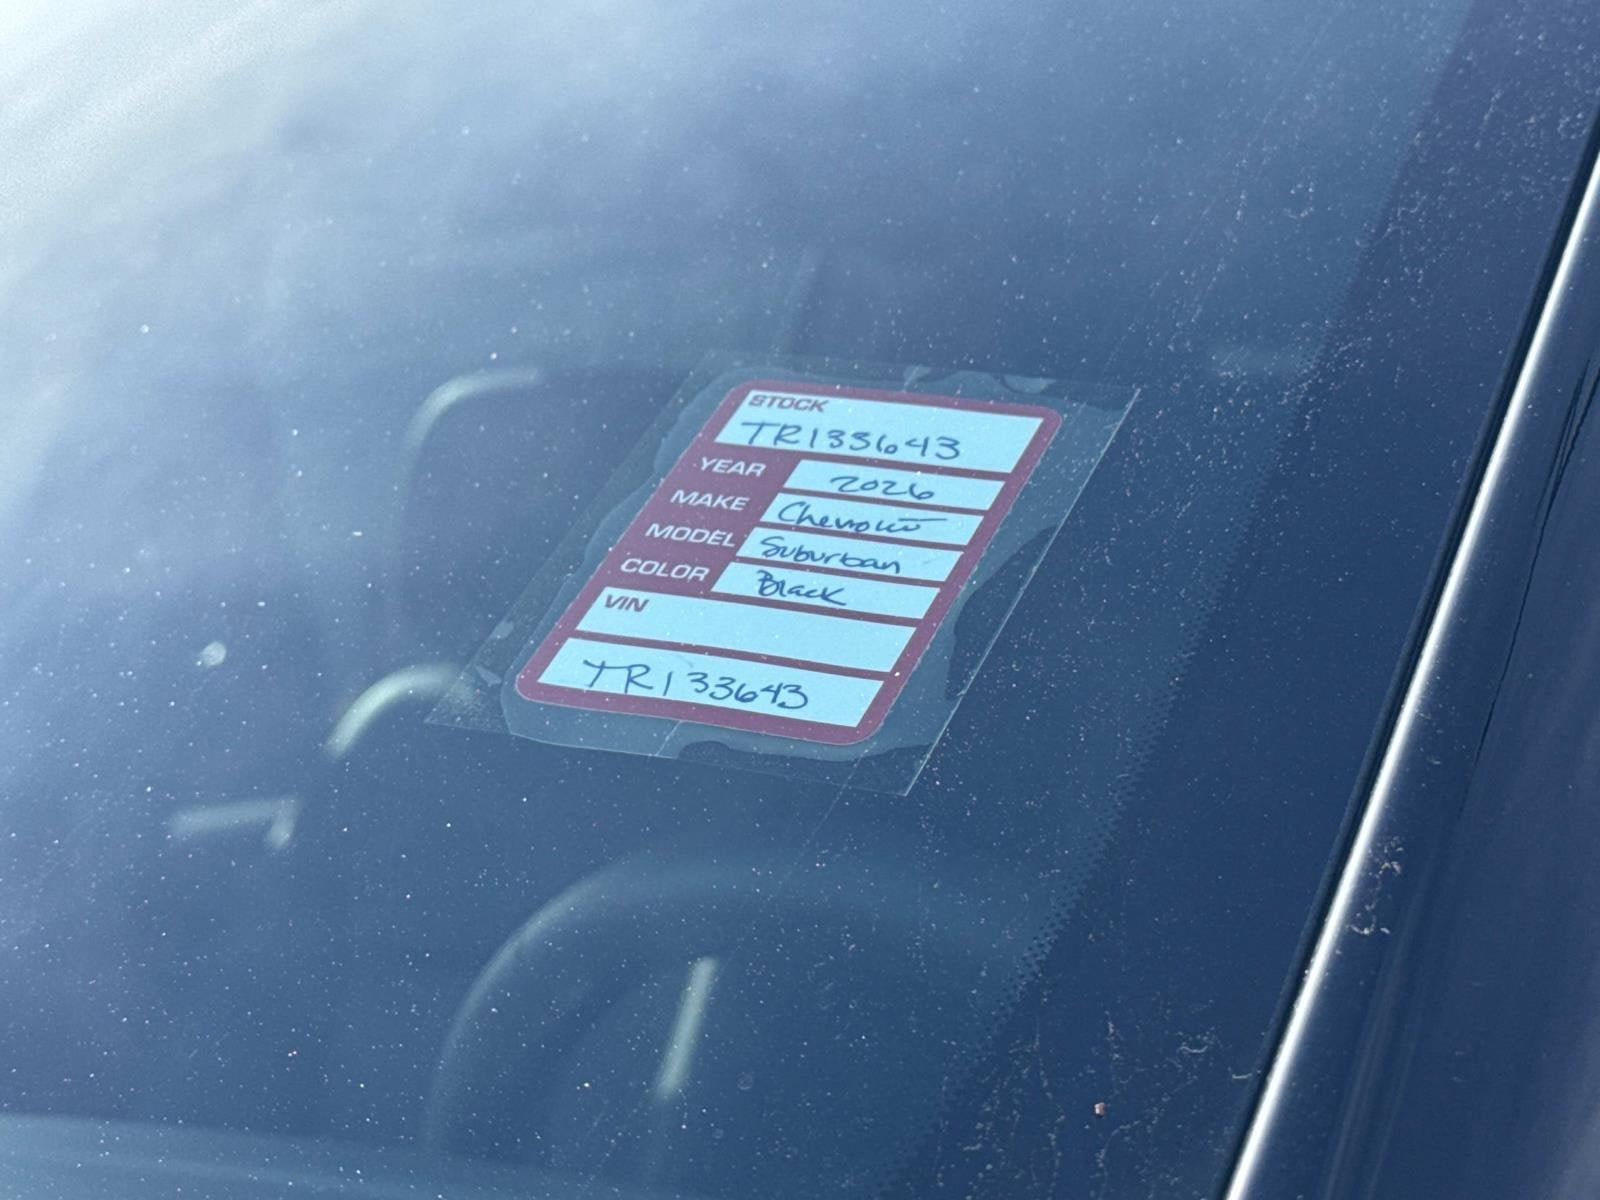 STOCK
TR133643
YEAR 2026
MAKE Chevrolet
MODEL Suburban
COLOR Black
VIN
TR133643